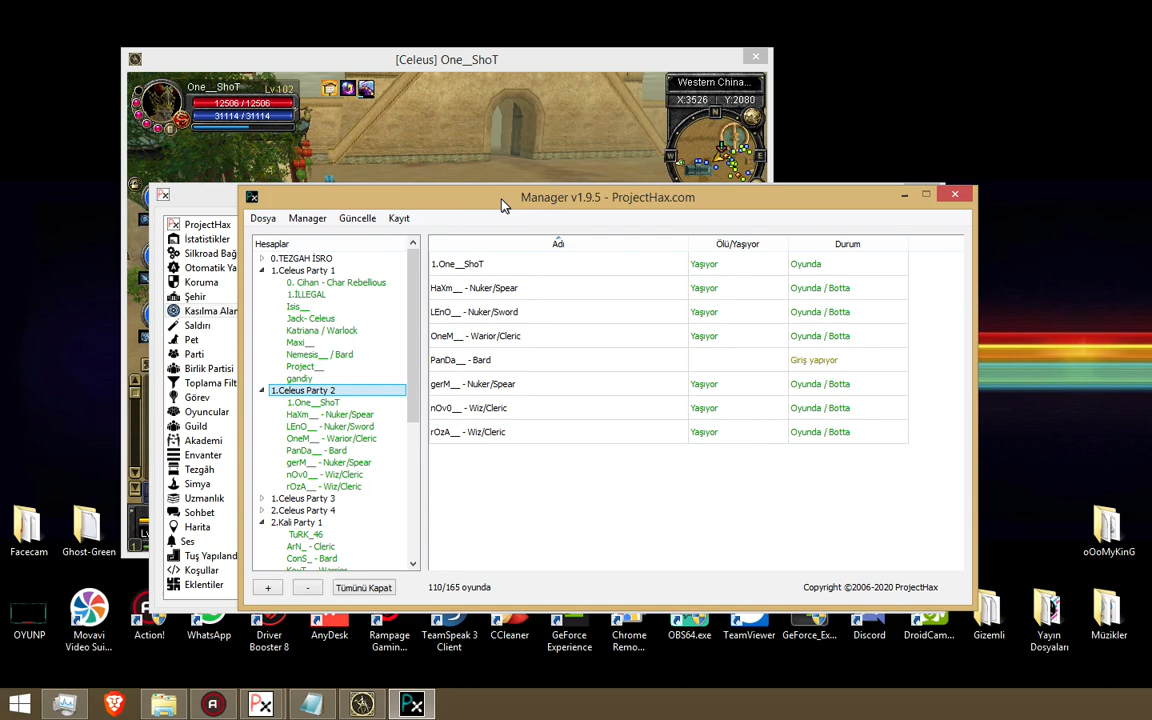 [Celeus] One__ShoT
One__ShoT
Lv.102
12506 / 12506
31114 / 31114
Western China...
X:3526 Y:2080
N
W
E
Manager v1.9.5 - ProjectHax.com
Dosya Manager Güncelle Kayıt
ProjectHax
İstatistikler
Silkroad Bağ
Otomatik Ya
Koruma
Şehir
Kasılma Alar
Saldırı
Pet
Parti
Birlik Partisi
Toplama Filt
Görev
Oyuncular
Guild
Akademi
Envanter
Tezgâh
Simya
Uzmanlık
Sohbet
Harita
Ses
Tuş Yapıland
Koşullar
Eklentiler
Hesaplar
0.TEZGAH İSRO
1.Celeus Party 1
0. Cihan - Char Rebellious
1.İLLEGAL
Isis__
Jack- Celeus
Katriana / Warlock
Maxi__
Nemesis__ / Bard
Project__
gandiy
1.Celeus Party 2
1.One__ShoT
HaXm__ - Nuker/Spear
LEnO__ - Nuker/Sword
OneM__ - Warior/Cleric
PanDa__ - Bard
gerM__ - Nuker/Spear
nOv0__ - Wiz/Cleric
rOzA__ - Wiz/Cleric
1.Celeus Party 3
2.Celeus Party 4
2.Kali Party 1
TüRK_46
ArN_ - Cleric
ConS_ - Bard
Adı Ölü/Yaşıyor Durum
1.One__ShoT Yaşıyor Oyunda
HaXm__ - Nuker/Spear Yaşıyor Oyunda / Botta
LEnO__ - Nuker/Sword Yaşıyor Oyunda / Botta
OneM__ - Warior/Cleric Yaşıyor Oyunda / Botta
PanDa__ - Bard Giriş yapıyor
gerM__ - Nuker/Spear Yaşıyor Oyunda / Botta
nOv0__ - Wiz/Cleric Yaşıyor Oyunda / Botta
rOzA__ - Wiz/Cleric Yaşıyor Oyunda / Botta
+ - Tümünü Kapat 110/165 oyunda Copyright ©2006-2020 ProjectHax
Facecam
Ghost-Green
oOoMyKinG
OYUNP
Movavi Video Sui...
Action!
WhatsApp
Driver Booster 8
AnyDesk
Rampage Gamin...
TeamSpeak 3 Client
CCleaner
GeForce Experience
Chrome Remo...
OBS64.exe
TeamViewer
GeForce_Ex...
Discord
DroidCam...
Gizemli
Yayın Dosyaları
Müzikler